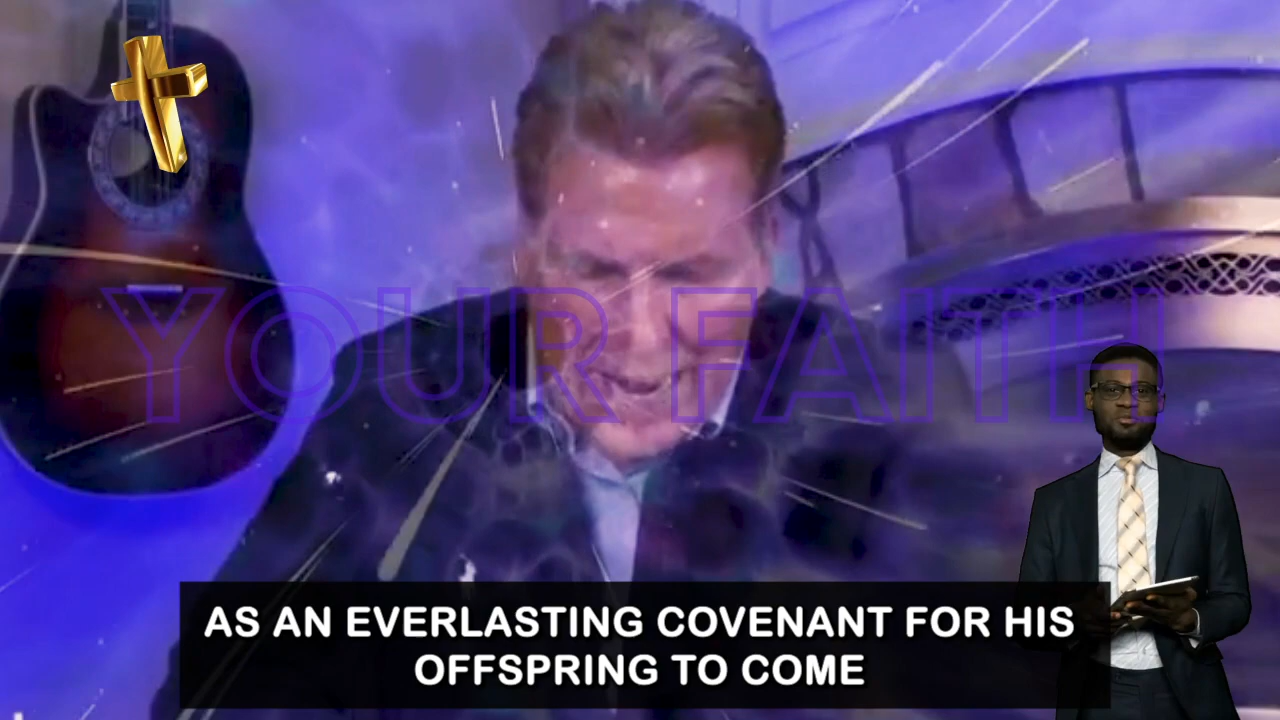 YOUR FAITH
AS AN EVERLASTING COVENANT FOR HIS
OFFSPRING TO COME